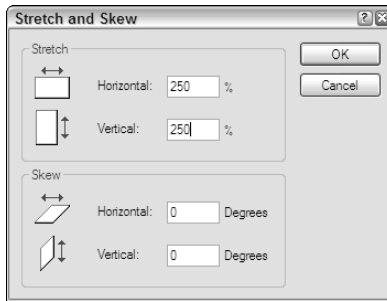 Stretch and Skew
Stretch
Horizontal: 250 %
Vertical: 250 %
Skew
Horizontal: 0 Degrees
Vertical: 0 Degrees
OK
Cancel